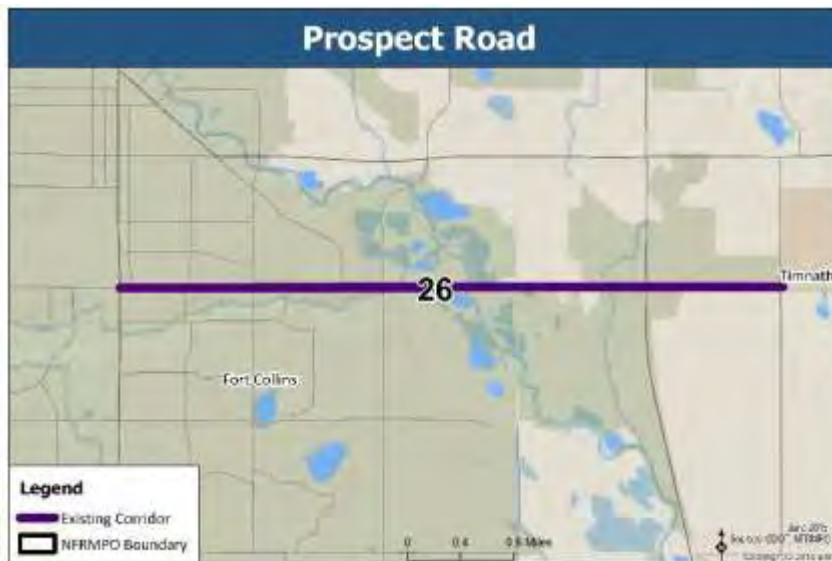 Prospect Road
Timnath
26
Fort Collins
Legend
Existing Corridor
NFRMPO Boundary
0 0.4 0.8 Miles